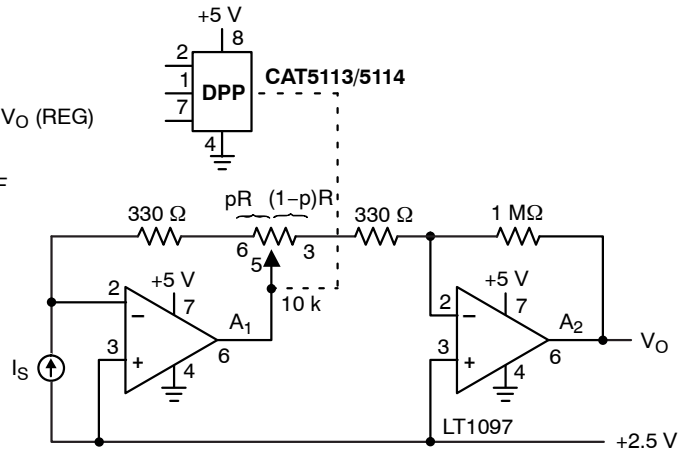 +5 V
8
2
1
7
4
DPP
CAT5113/5114
V_O (REG)
F
330 Ω
pR
(1−p)R
6
5
3
10 k
330 Ω
1 MΩ
+5 V
2
7
−
3
+
4
6
A_1
I_S
+5 V
2
7
−
3
+
4
6
A_2
V_O
LT1097
+2.5 V